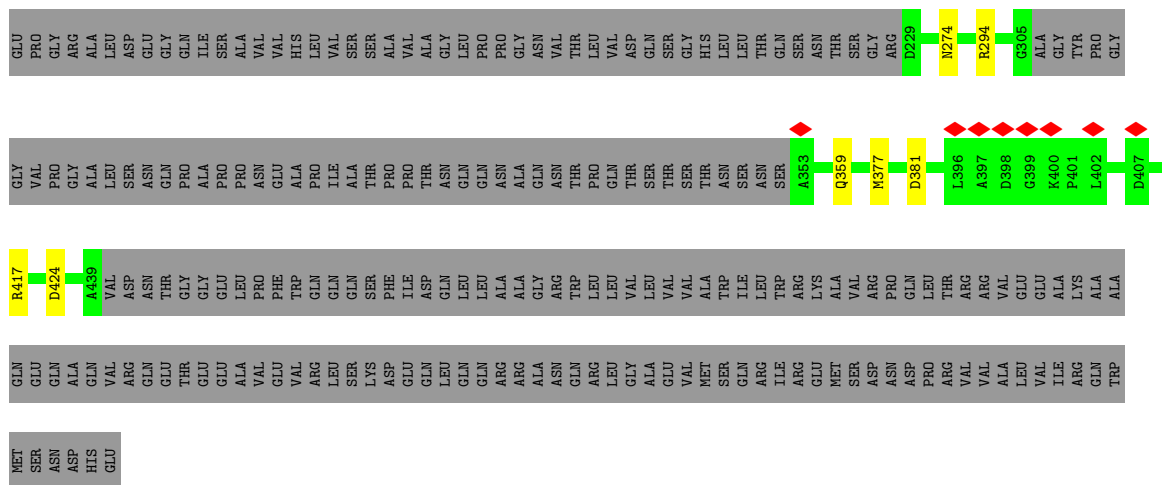 GLU PRO GLY ARG ALA LEU ASP GLU GLY GLN ILE SER ALA VAL VAL HIS LEU VAL SER SER ALA VAL ALA GLY LEU PRO PRO GLY ASN VAL THR LEU VAL ASP GLN SER GLY HIS LEU LEU THR GLN SER ASN THR SER GLY ARG D229 N274 R294 G305 ALA GLY TYR PRO GLY
GLY VAL PRO GLY ALA LEU SER ASN GLN PRO ALA PRO PRO ASN GLU ALA PRO ILE ALA THR PRO PRO THR ASN GLN GLN ASN ALA GLN ASN THR PRO GLN THR SER THR SER THR ASN SER ASN SER A353 Q359 M377 D381 L396 A397 D398 G399 K400 P401 L402 D407
R417 D424 A439 VAL ASP ASN THR GLY GLY GLU LEU PRO PHE TRP GLN GLN GLN SER PHE ILE ASP GLN LEU LEU ALA ALA GLY ARG TRP LEU LEU VAL LEU VAL VAL ALA TRP ILE LEU TRP ARG LYS ALA VAL ARG PRO GLN LEU THR ARG ARG VAL GLU GLU ALA LYS ALA ALA
GLN GLU GLN ALA GLN VAL ARG GLN GLU THR GLU GLU ALA VAL GLU VAL ARG LEU SER LYS ASP GLU GLN LEU GLN GLN ARG ARG ALA ASN GLN ARG LEU GLY ALA GLU VAL MET SER GLN ARG ILE ARG GLU MET SER ASP ASN ASP PRO ARG VAL VAL ALA LEU VAL ILE ARG GLN TRP
MET SER ASN ASP HIS GLU